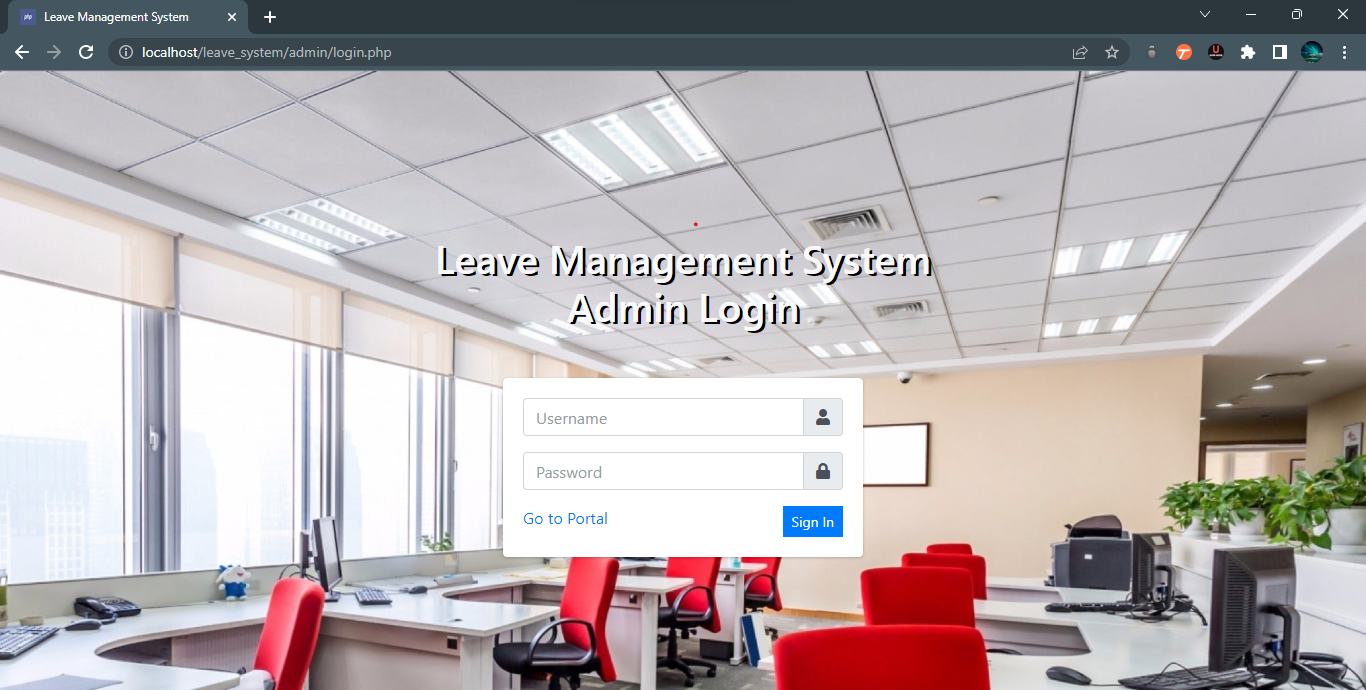 Leave Management System
localhost/leave_system/admin/login.php
Leave Management System
Admin Login
Username
Password
Go to Portal
Sign In